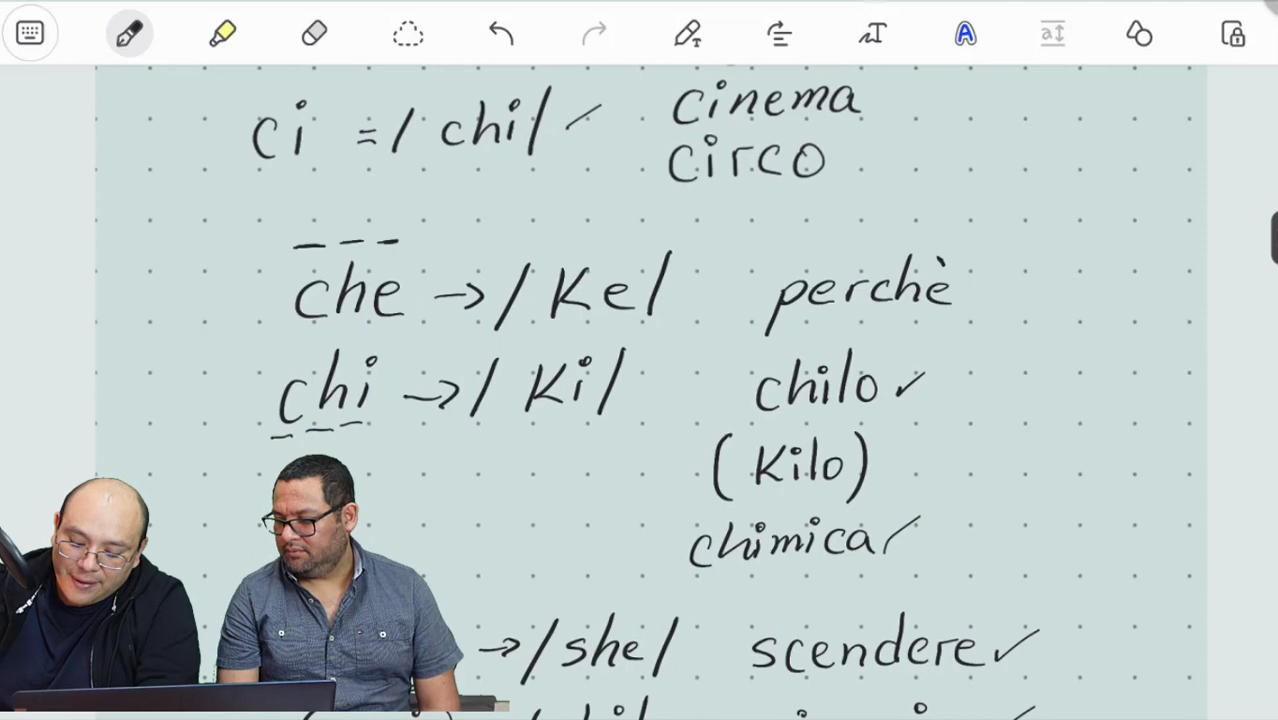 ci = / chi /
cinema
circo
che → / Ke /
perchè
chi → / Ki /
chilo
(Kilo)
chimica
→ / she /
scendere